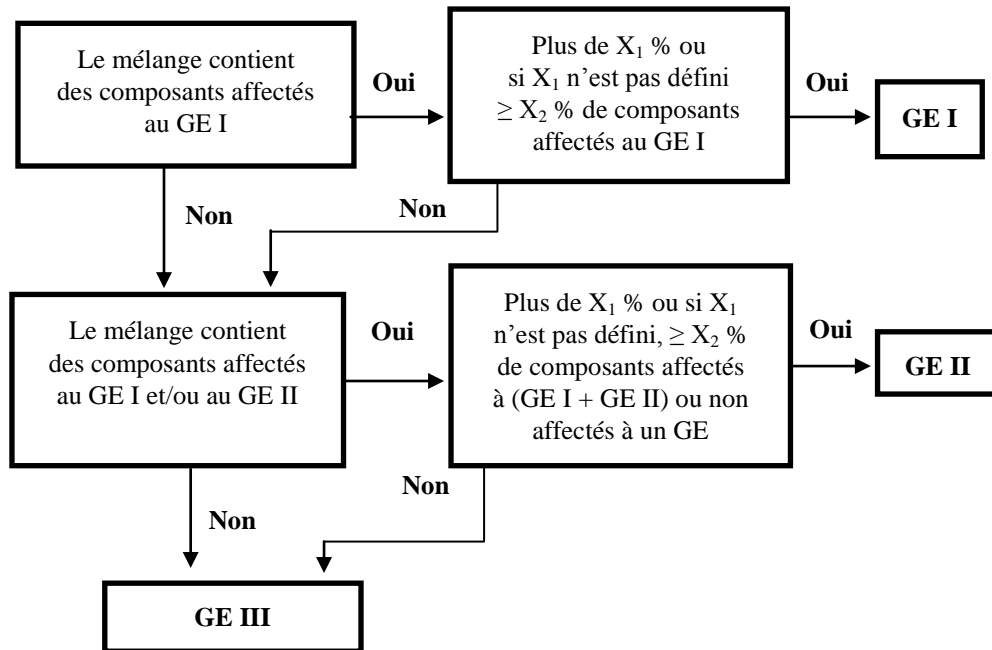 Le mélange contient
des composants affectés
au GE I
Oui
Plus de X₁ % ou
si X₁ n'est pas défini
≥ X₂ % de composants
affectés au GE I
Oui
GE I
Non
Non
Le mélange contient
des composants affectés
au GE I et/ou au GE II
Oui
Plus de X₁ % ou si X₁
n'est pas défini, ≥ X₂ %
de composants affectés
à (GE I + GE II) ou non
affectés à un GE
Oui
GE II
Non
Non
GE III